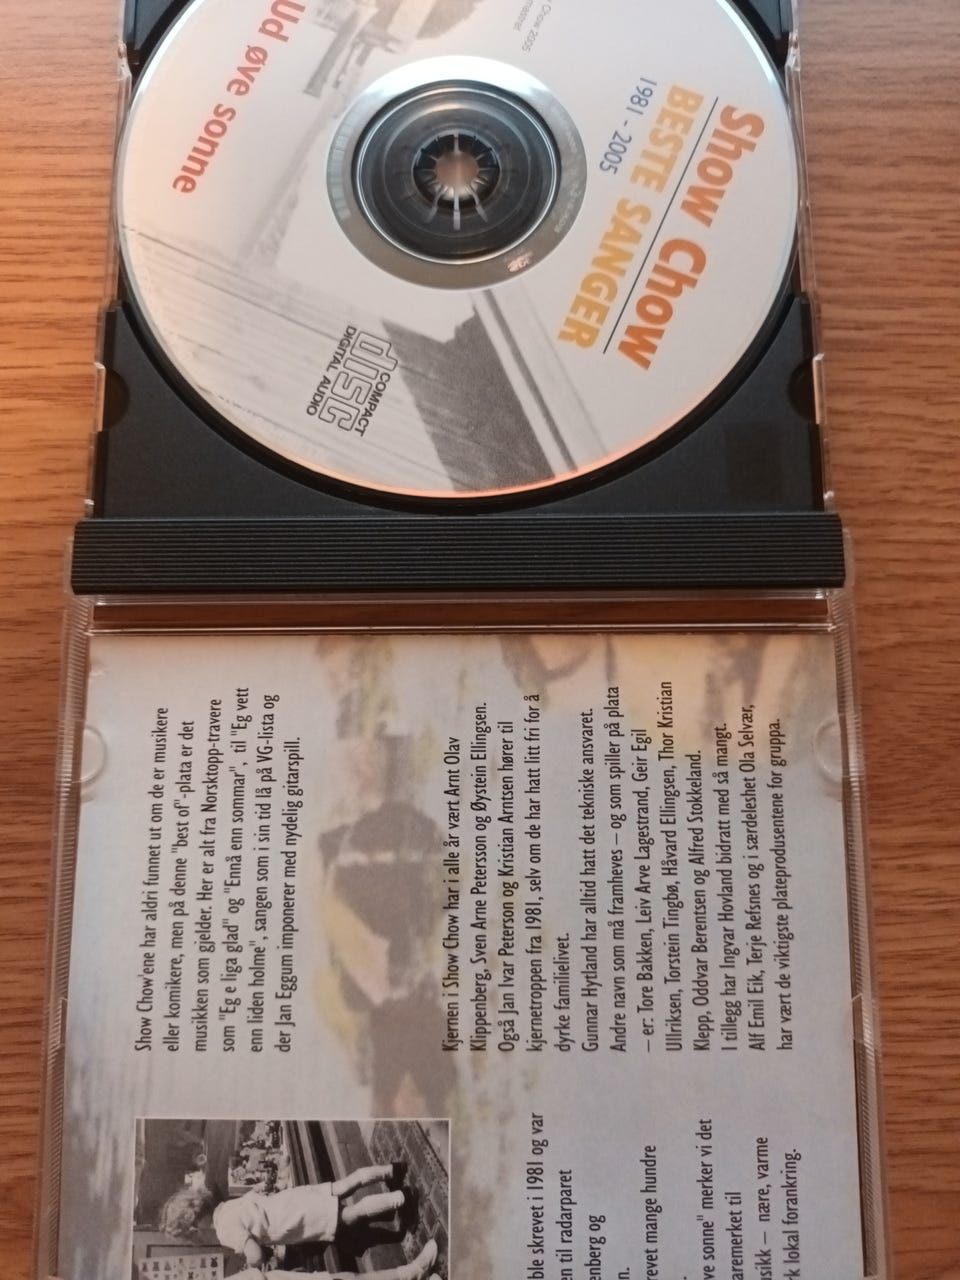 Show Chow
BESTE SANGER
1981 - 2005
Ud øve sonne
Chow 2005
COMPACT
disc
DIGITAL AUDIO
Show Chow'ene har aldri funnet ut om de er musikere
eller komikere, men på denne "best of"-plata er det
musikken som gjelder. Her er alt fra Norsktopp-travere
som "Eg e liga glad" og "Ennå enn sommar", til "Eg vett
enn liden holme", sangen som i sin tid lå på VG-lista og
der Jan Eggum imponerer med nydelig gitarspill.
Kjernen i Show Chow har i alle år vært Arnt Olav
Klippenberg, Sven Arne Petersson og Øystein Ellingsen.
Også Jan Ivar Peterson og Kristian Arntsen hører til
kjernetroppen fra 1981, selv om de har hatt litt fri for å
dyrke familielivet.
Gunnar Hytland har alltid hatt det tekniske ansvaret.
Andre navn som må framheves – og som spiller på plata
– er: Tore Bakken, Leiv Arve Lagestrand, Geir Egil
Ullriksen, Torstein Tingbø, Håvard Ellingsen, Thor Kristian
Klepp, Oddvar Berentsen og Alfred Stokkeland.
I tillegg har Ingvar Hovland bidratt med så mangt.
Alf Emil Eik, Terje Refsnes og i særdeleshet Ola Selvær,
har vært de viktigste plateprodusentene for gruppa.
ble skrevet i 1981 og var
en til radarparet
enberg og
n.
revet mange hundre
ve sonne" merker vi det
aremerket til
sikk – nære, varme
k lokal forankring.